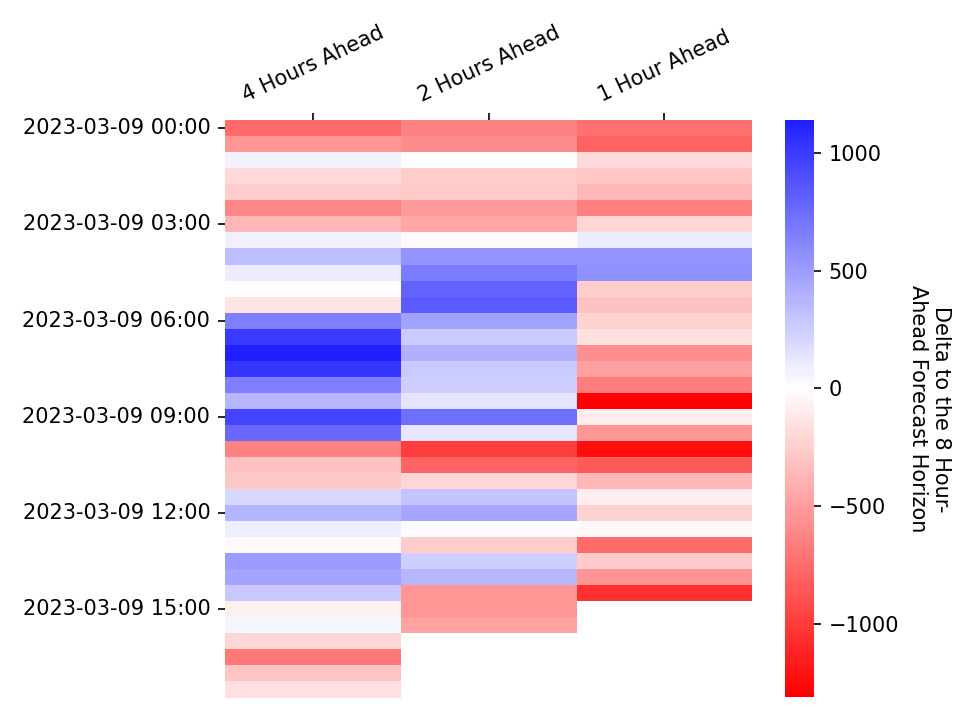 4 Hours Ahead
2 Hours Ahead
1 Hour Ahead
2023-03-09 00:00
2023-03-09 03:00
2023-03-09 06:00
2023-03-09 09:00
2023-03-09 12:00
2023-03-09 15:00
1000
500
0
−500
−1000
Delta to the 8 Hour-
Ahead Forecast Horizon